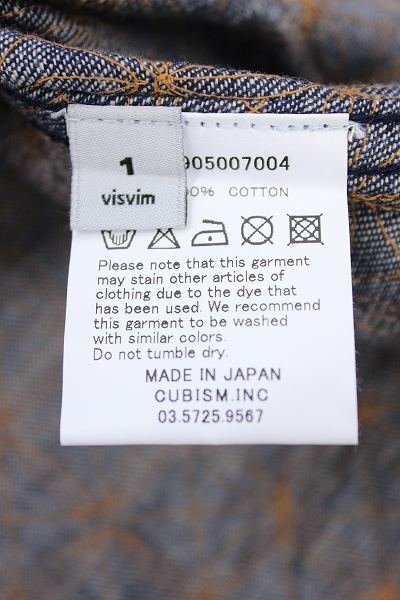 1
visvim
905007004
COTTON
Please note that this garment
may stain other articles of
clothing due to the dye that
has been used. We recommend
this garment to be washed
with similar colors.
Do not tumble dry.
MADE IN JAPAN
CUBISM.INC
03.5725.9567